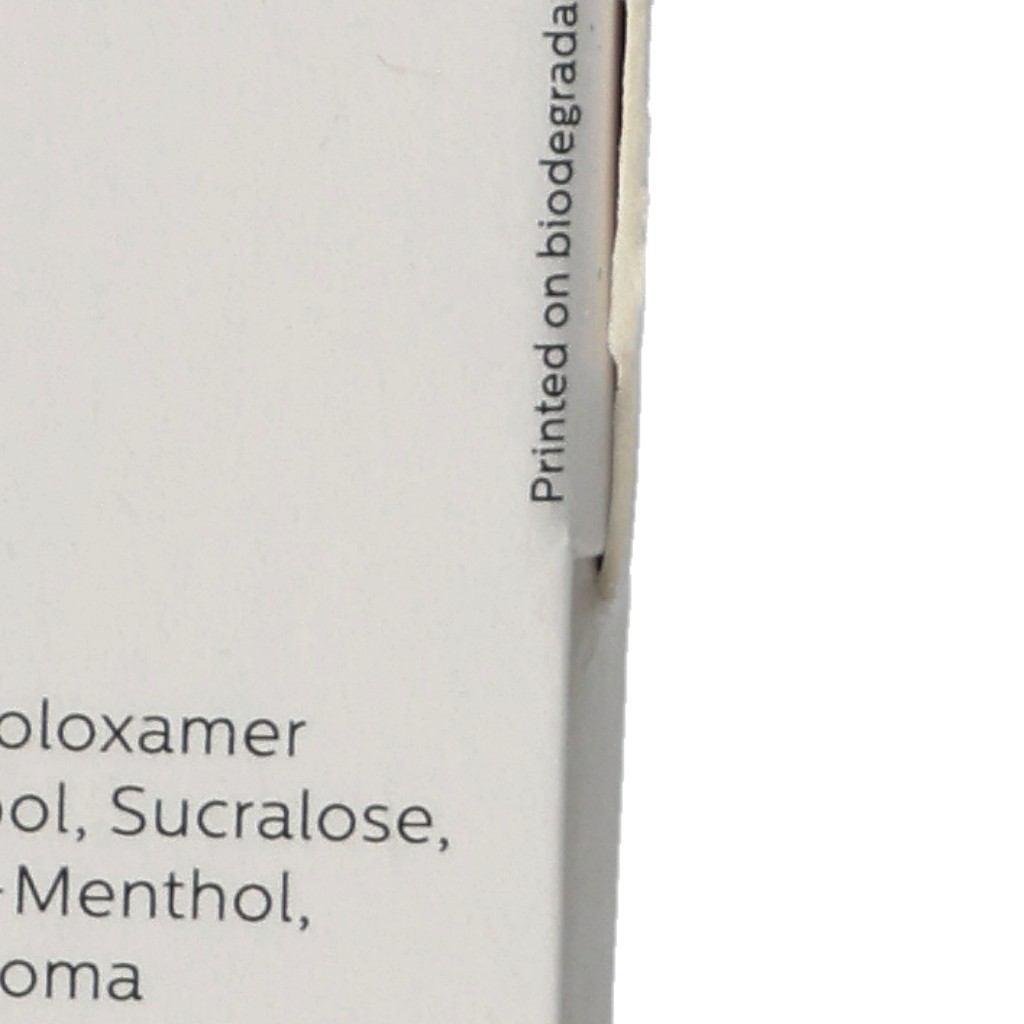 Printed on biodegrada
oloxamer
ol, Sucralose,
-Menthol,
oma